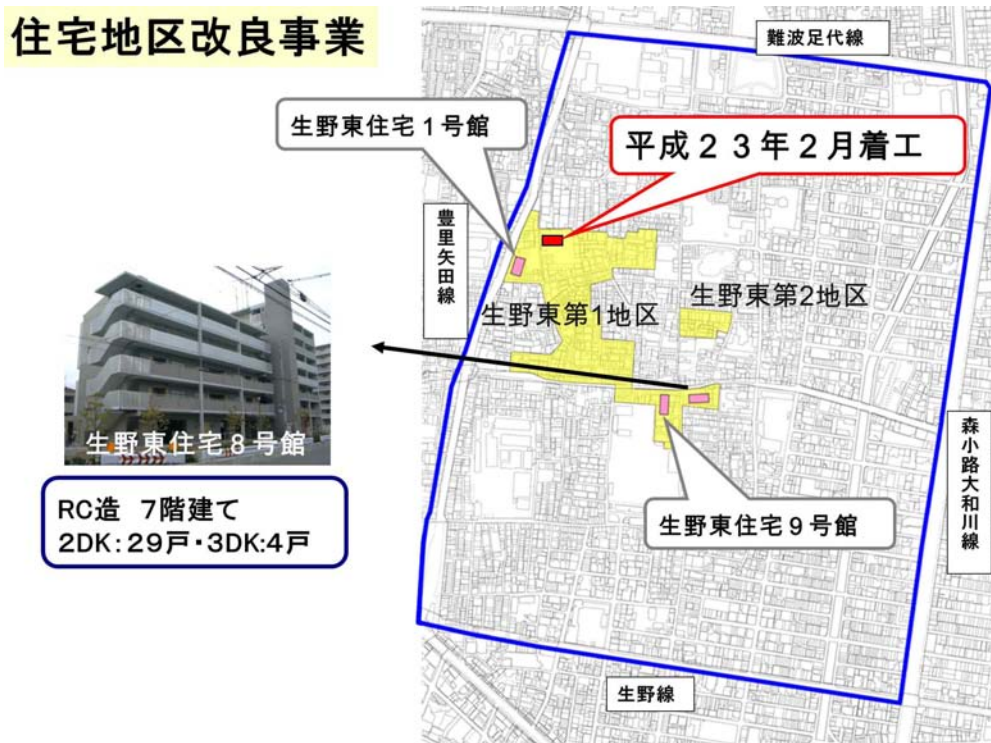 住宅地区改良事業
難波足代線
生野東住宅1号館
平成23年2月着工
豊里矢田線
生野東第1地区
生野東第2地区
生野東住宅8号館
RC造 7階建て
2DK:29戸・3DK:4戸
生野東住宅9号館
森小路大和川線
生野線